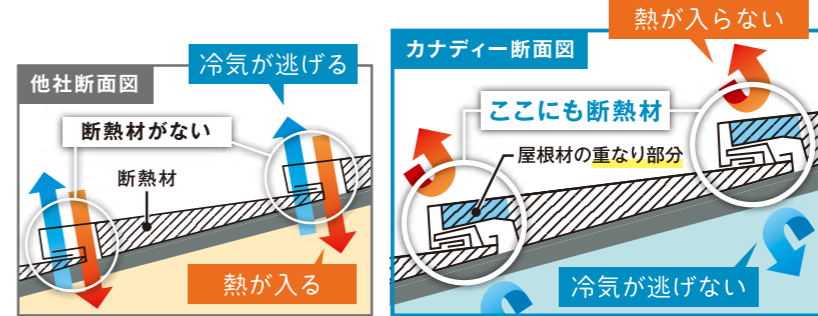 他社断面図
冷気が逃げる
断熱材がない
断熱材
熱が入る
カナディー断面図
熱が入らない
ここにも断熱材
屋根材の重なり部分
冷気が逃げない